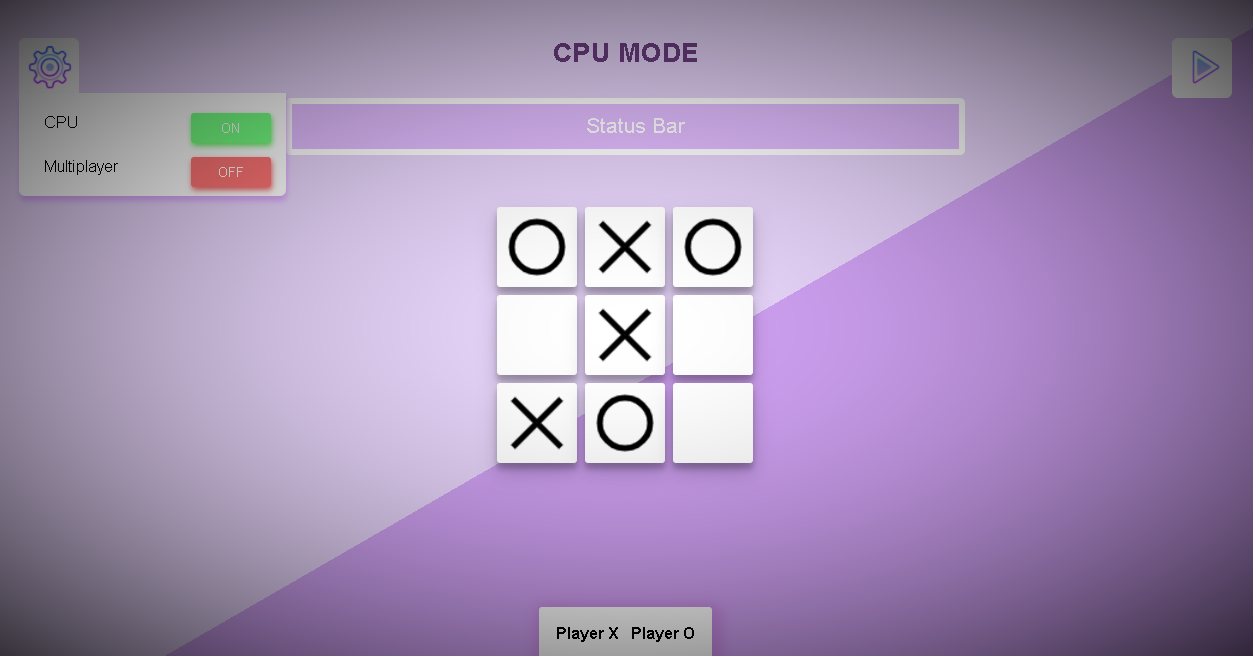 CPU MODE
Status Bar
CPU ON
Multiplayer OFF
Player X Player O